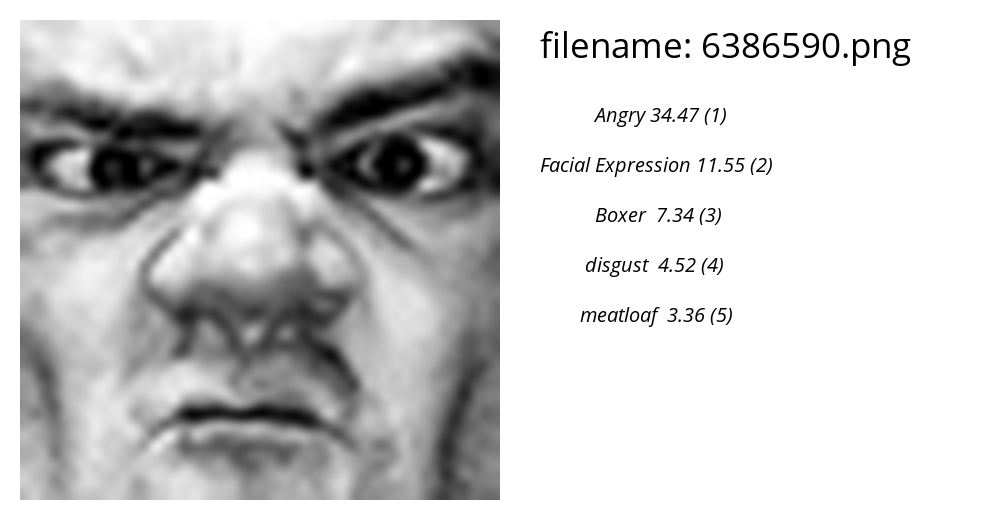 filename: 6386590.png
Angry 34.47 (1)
Facial Expression 11.55 (2)
Boxer 7.34 (3)
disgust 4.52 (4)
meatloaf 3.36 (5)